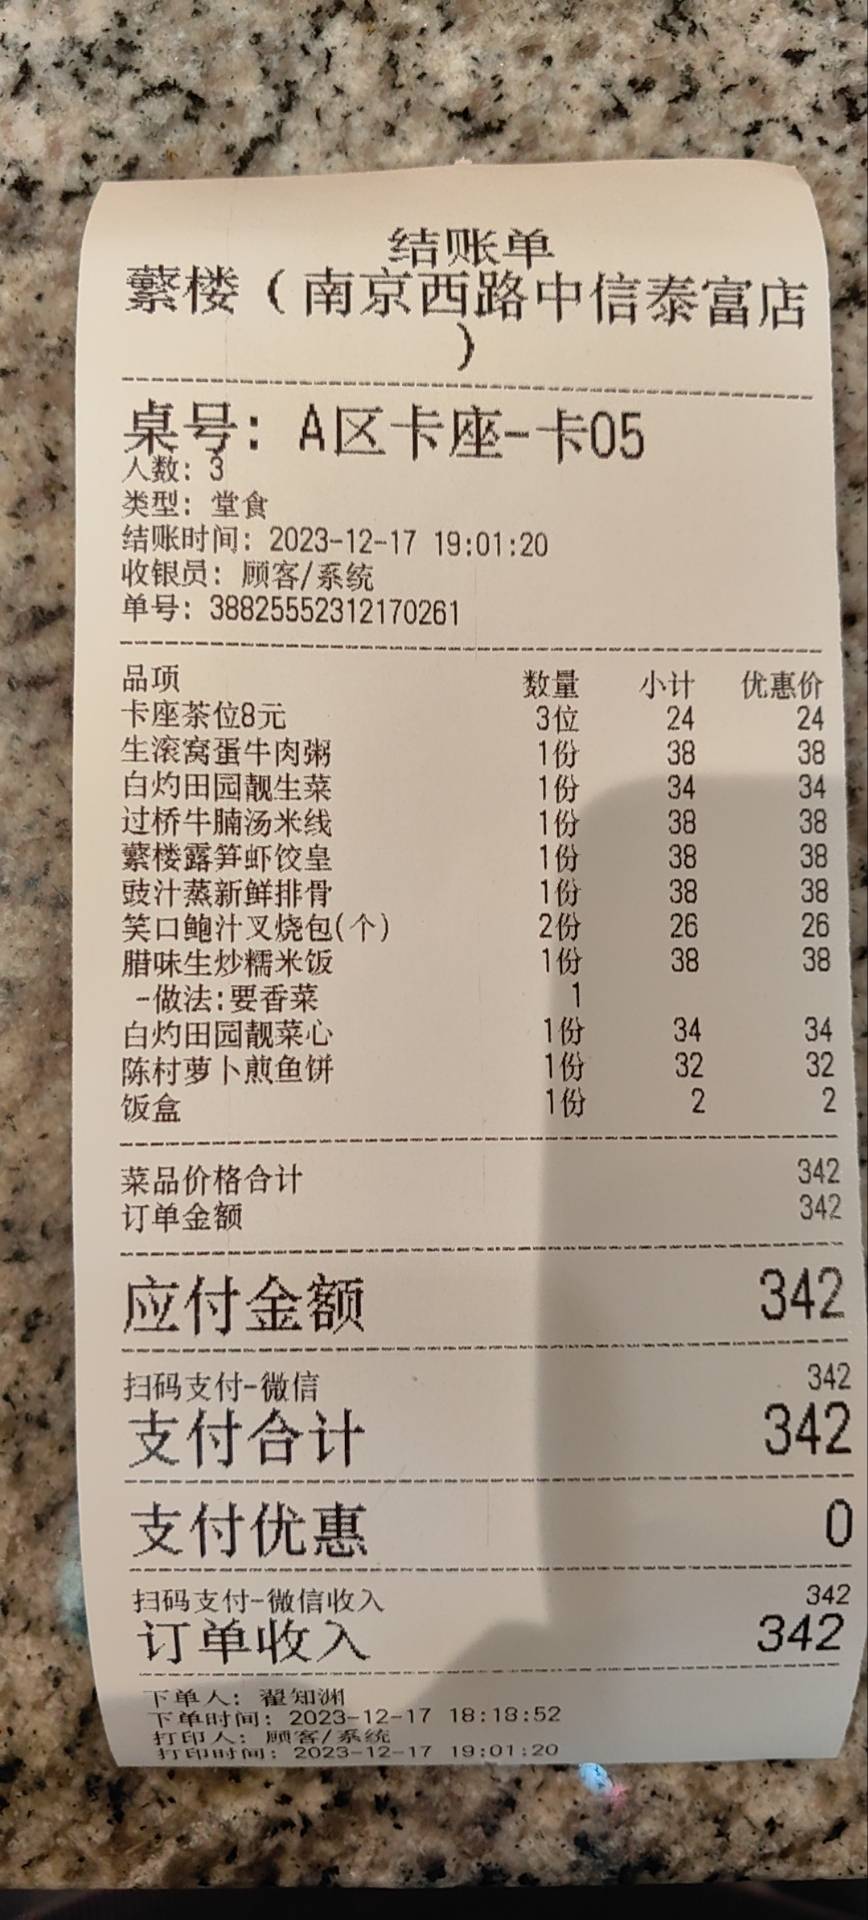 结账单
蘩楼（南京西路中信泰富店
）
桌号: A区卡座-卡05
人数: 3
类型: 堂食
结账时间: 2023-12-17 19:01:20
收银员: 顾客/系统
单号: 38825552312170261
品项 数量 小计 优惠价
卡座茶位8元 3位 24 24
生滚窝蛋牛肉粥 1份 38 38
白灼田园靓生菜 1份 34 34
过桥牛腩汤米线 1份 38 38
蘩楼露笋虾饺皇 1份 38 38
豉汁蒸新鲜排骨 1份 38 38
笑口鲍汁叉烧包(个) 2份 26 26
腊味生炒糯米饭 1份 38 38
-做法:要香菜 1
白灼田园靓菜心 1份 34 34
陈村萝卜煎鱼饼 1份 32 32
饭盒 1份 2 2
菜品价格合计 342
订单金额 342
应付金额 342
扫码支付-微信 342
支付合计 342
支付优惠 0
扫码支付-微信收入 342
订单收入 342
下单人: 翟知渊
下单时间: 2023-12-17 18:18:52
打印人: 顾客/系统
打印时间: 2023-12-17 19:01:20